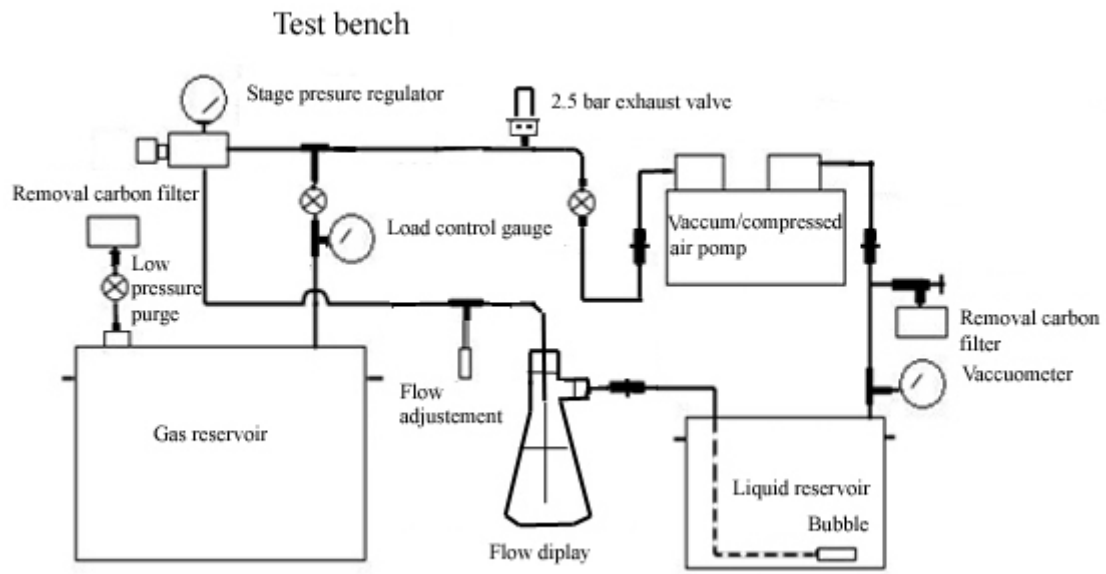 Test bench
Stage presure regulator
2.5 bar exhaust valve
Removal carbon filter
Load control gauge
Vaccum/compressed
air pomp
Low
pressure
purge
Removal carbon
filter
Vaccuometer
Flow
adjustement
Gas reservoir
Liquid reservoir
Bubble
Flow diplay